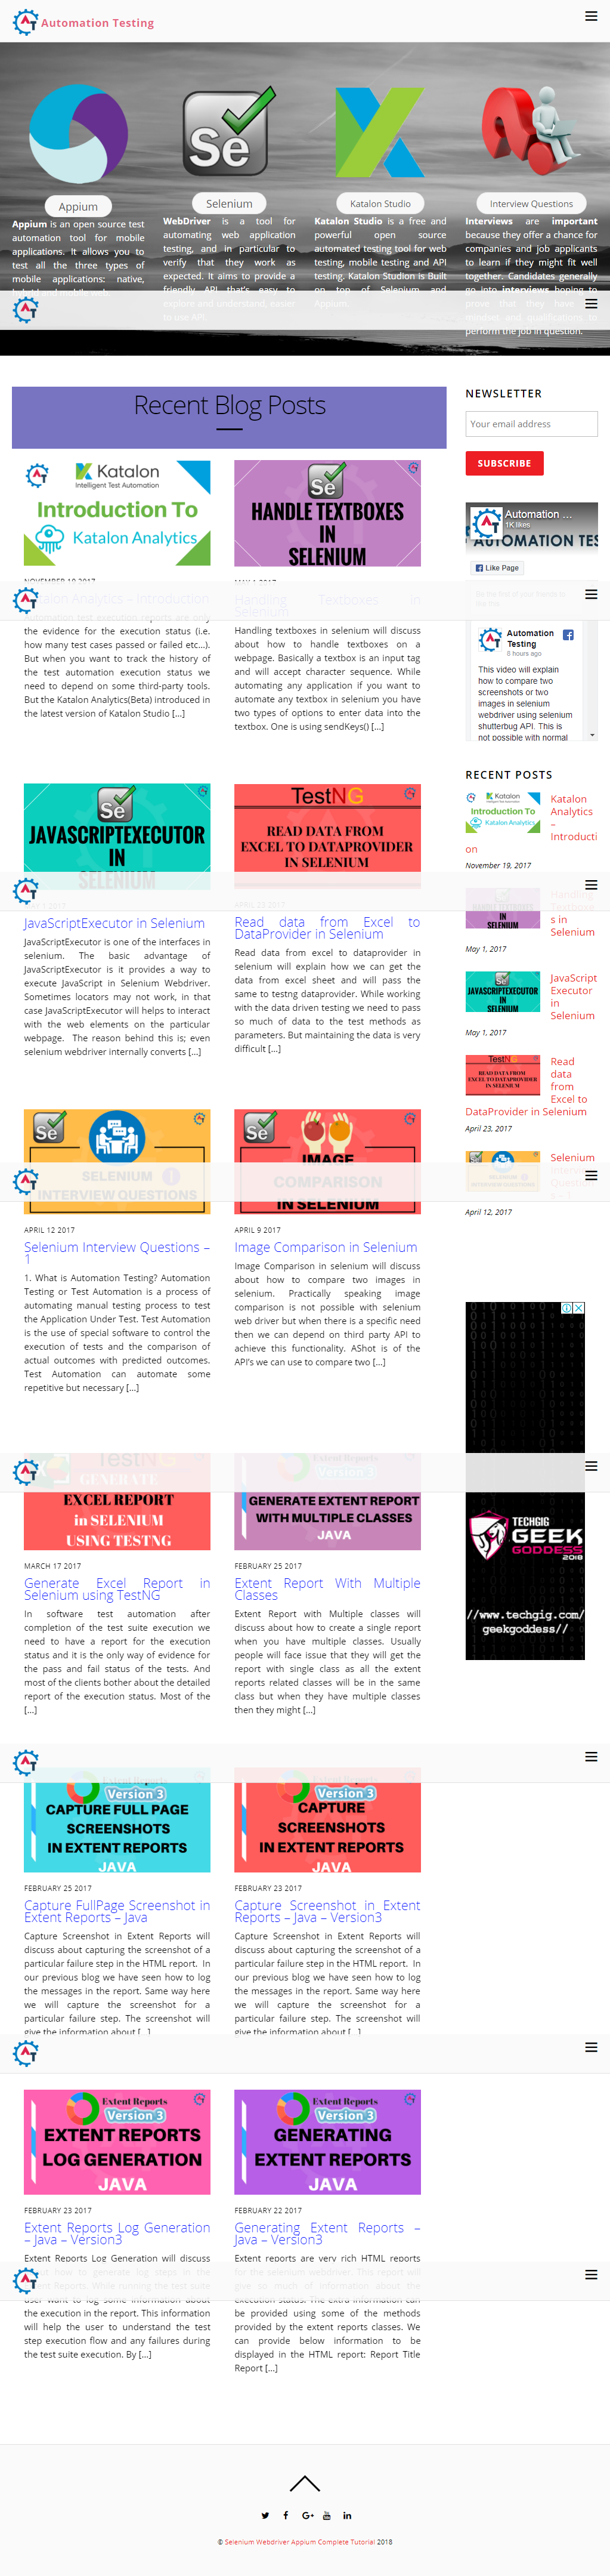 Automation Testing
Appium
Appium is an open source test
automation tool for mobile
applications. It allows you to
test all the three types of
mobile applications: native,
Selenium
WebDriver is a tool for
automating web application
testing, and in particular to
verify that they work as
expected. It aims to provide a
friendly API that's easy to
explore and understand, easier
to use API.
Katalon Studio
Katalon Studio is a free and
powerful open source
automated testing tool for web
testing, mobile testing and API
testing. Katalon Studion is Built
on top of Selenium and
Appium.
Interview Questions
Interviews are important
because they offer a chance for
companies and job applicants
to learn if they might fit well
together. Candidates generally
go into interviews hoping to
prove that they have the
mindset and qualifications to
perform the job in question.
Recent Blog Posts
Katalon
Intelligent Test Automation
Introduction To
Katalon Analytics
NOVEMBER 19 2017
Katalon Analytics – Introduction
Automation test execution reports are only
the evidence for the execution status (i.e.
how many test cases passed or failed etc...).
But when you want to track the history of
the test automation execution status we
need to depend on some third-party tools.
But the Katalon Analytics(Beta) introduced in
the latest version of Katalon Studio [...]
Se
HANDLE TEXTBOXES
IN
SELENIUM
MAY 1 2017
Handling Textboxes in
Selenium
Handling textboxes in selenium will discuss
about how to handle textboxes on a
webpage. Basically a textbox is an input tag
and will accept character sequence. While
automating any application if you want to
automate any textbox in selenium you have
two types of options to enter data into the
textbox. One is using sendKeys() [...]
Se
JAVASCRIPTEXECUTOR
IN
SELENIUM
MAY 1 2017
JavaScriptExecutor in Selenium
JavaScriptExecutor is one of the interfaces in
selenium. The basic advantage of
JavaScriptExecutor is it provides a way to
execute JavaScript in Selenium Webdriver.
Sometimes locators may not work, in that
case JavaScriptExecutor will helps to interact
with the web elements on the particular
webpage. The reason behind this is; even
selenium webdriver internally converts [...]
TestNG
READ DATA FROM
EXCEL TO DATAPROVIDER
IN SELENIUM
APRIL 23 2017
Read data from Excel to
DataProvider in Selenium
Read data from excel to dataprovider in
selenium will explain how we can get the
data from excel sheet and will pass the
same to testng dataprovider. While working
with the data driven testing we need to pass
so much of data to the test methods as
parameters. But maintaining the data is very
difficult [...]
Se
SELENIUM 1
INTERVIEW QUESTIONS
APRIL 12 2017
Selenium Interview Questions –
1
1. What is Automation Testing? Automation
Testing or Test Automation is a process of
automating manual testing process to test
the Application Under Test. Test Automation
is the use of special software to control the
execution of tests and the comparison of
actual outcomes with predicted outcomes.
Test Automation can automate some
repetitive but necessary [...]
Se
IMAGE
COMPARISON
IN SELENIUM
APRIL 9 2017
Image Comparison in Selenium
Image Comparison in selenium will discuss
about how to compare two images in
selenium. Practically speaking image
comparison is not possible with selenium
web driver but when there is a specific need
then we can depend on third party API to
achieve this functionality. AShot is of the
API's we can use to compare two [...]
TestNG
GENERATE
EXCEL REPORT
in SELENIUM
USING TESTNG
MARCH 17 2017
Generate Excel Report in
Selenium using TestNG
In software test automation after
completion of the test suite execution we
need to have a report for the execution
status and it is the only way of evidence for
the pass and fail status of the tests. And
most of the clients bother about the detailed
report of the execution status. Most of the
[...]
Extent Reports
Version 3
GENERATE EXTENT REPORT
WITH MULTIPLE CLASSES
JAVA
FEBRUARY 25 2017
Extent Report With Multiple
Classes
Extent Report with Multiple classes will
discuss about how to create a single report
when you have multiple classes. Usually
people will face issue that they will get the
report with single class as all the extent
reports related classes will be in the same
class but when they have multiple classes
then they might [...]
Extent Reports
Version 3
CAPTURE FULL PAGE
SCREENSHOTS
IN EXTENT REPORTS
JAVA
FEBRUARY 25 2017
Capture FullPage Screenshot in
Extent Reports – Java
Capture Screenshot in Extent Reports will
discuss about capturing the screenshot of a
particular failure step in the HTML report. In
our previous blog we have seen how to log
the messages in the report. Same way here
we will capture the screenshot for a
particular failure step. The screenshot will
give the information about [...]
Extent Reports
Version 3
CAPTURE
SCREENSHOTS
IN EXTENT REPORTS
JAVA
FEBRUARY 23 2017
Capture Screenshot in Extent
Reports – Java – Version3
Capture Screenshot in Extent Reports will
discuss about capturing the screenshot of a
particular failure step in the HTML report. In
our previous blog we have seen how to log
the messages in the report. Same way here
we will capture the screenshot for a
particular failure step. The screenshot will
give the information about [...]
Extent Reports
Version 3
EXTENT REPORTS
LOG GENERATION
JAVA
FEBRUARY 23 2017
Extent Reports Log Generation
– Java – Version3
Extent Reports Log Generation will discuss
about how to generate log steps in the
Extent Reports. While running the test suite
user want to log some information about
the execution in the report. This information
will help the user to understand the test
step execution flow and any failures during
the test suite execution. By [...]
Extent Reports
Version 3
GENERATING
EXTENT REPORTS
JAVA
FEBRUARY 22 2017
Generating Extent Reports –
Java – Version3
Extent reports are very rich HTML reports
for the selenium webdriver. This report will
give so much of information about the
execution status. The extra information can
be provided using some of the methods
provided by the extent reports classes. We
can provide below information to be
displayed in the HTML report: Report Title
Report [...]
NEWSLETTER
Your email address
SUBSCRIBE
Automation ...
1K likes
AUTOMATION TES
Like Page
Be the first of your friends to
like this
Automation
Testing
8 hours ago
This video will explain
how to compare two
screenshots or two
images in selenium
webdriver using selenium
shutterbug API. This is
not possible with normal
RECENT POSTS
Katalon
Analytics
–
Introducti
on
November 19, 2017
Handling
Textboxe
s in
Selenium
May 1, 2017
JavaScript
Executor
in
Selenium
May 1, 2017
Read
data
from
Excel to
DataProvider in Selenium
April 23, 2017
Selenium
Interview
Question
April 12, 2017
TECHGIG
GEEK
GODDESS
2018
//www.techgig.com/
geekgoddess//
© Selenium Webdriver Appium Complete Tutorial 2018